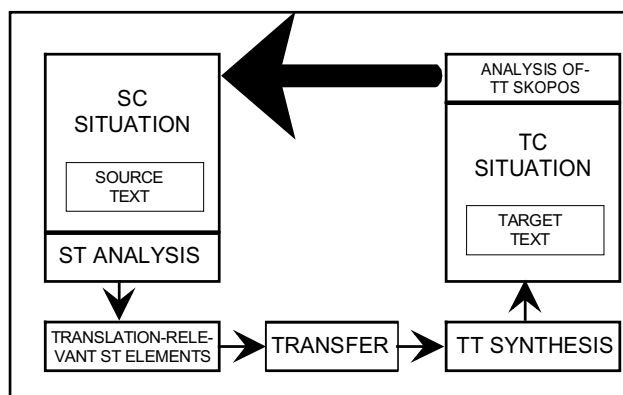 SC
SITUATION
SOURCE
TEXT
ST ANALYSIS
TRANSLATION-RELE-
VANT ST ELEMENTS
TRANSFER
TT SYNTHESIS
ANALYSIS OF-
TT SKOPOS
TC
SITUATION
TARGET
TEXT